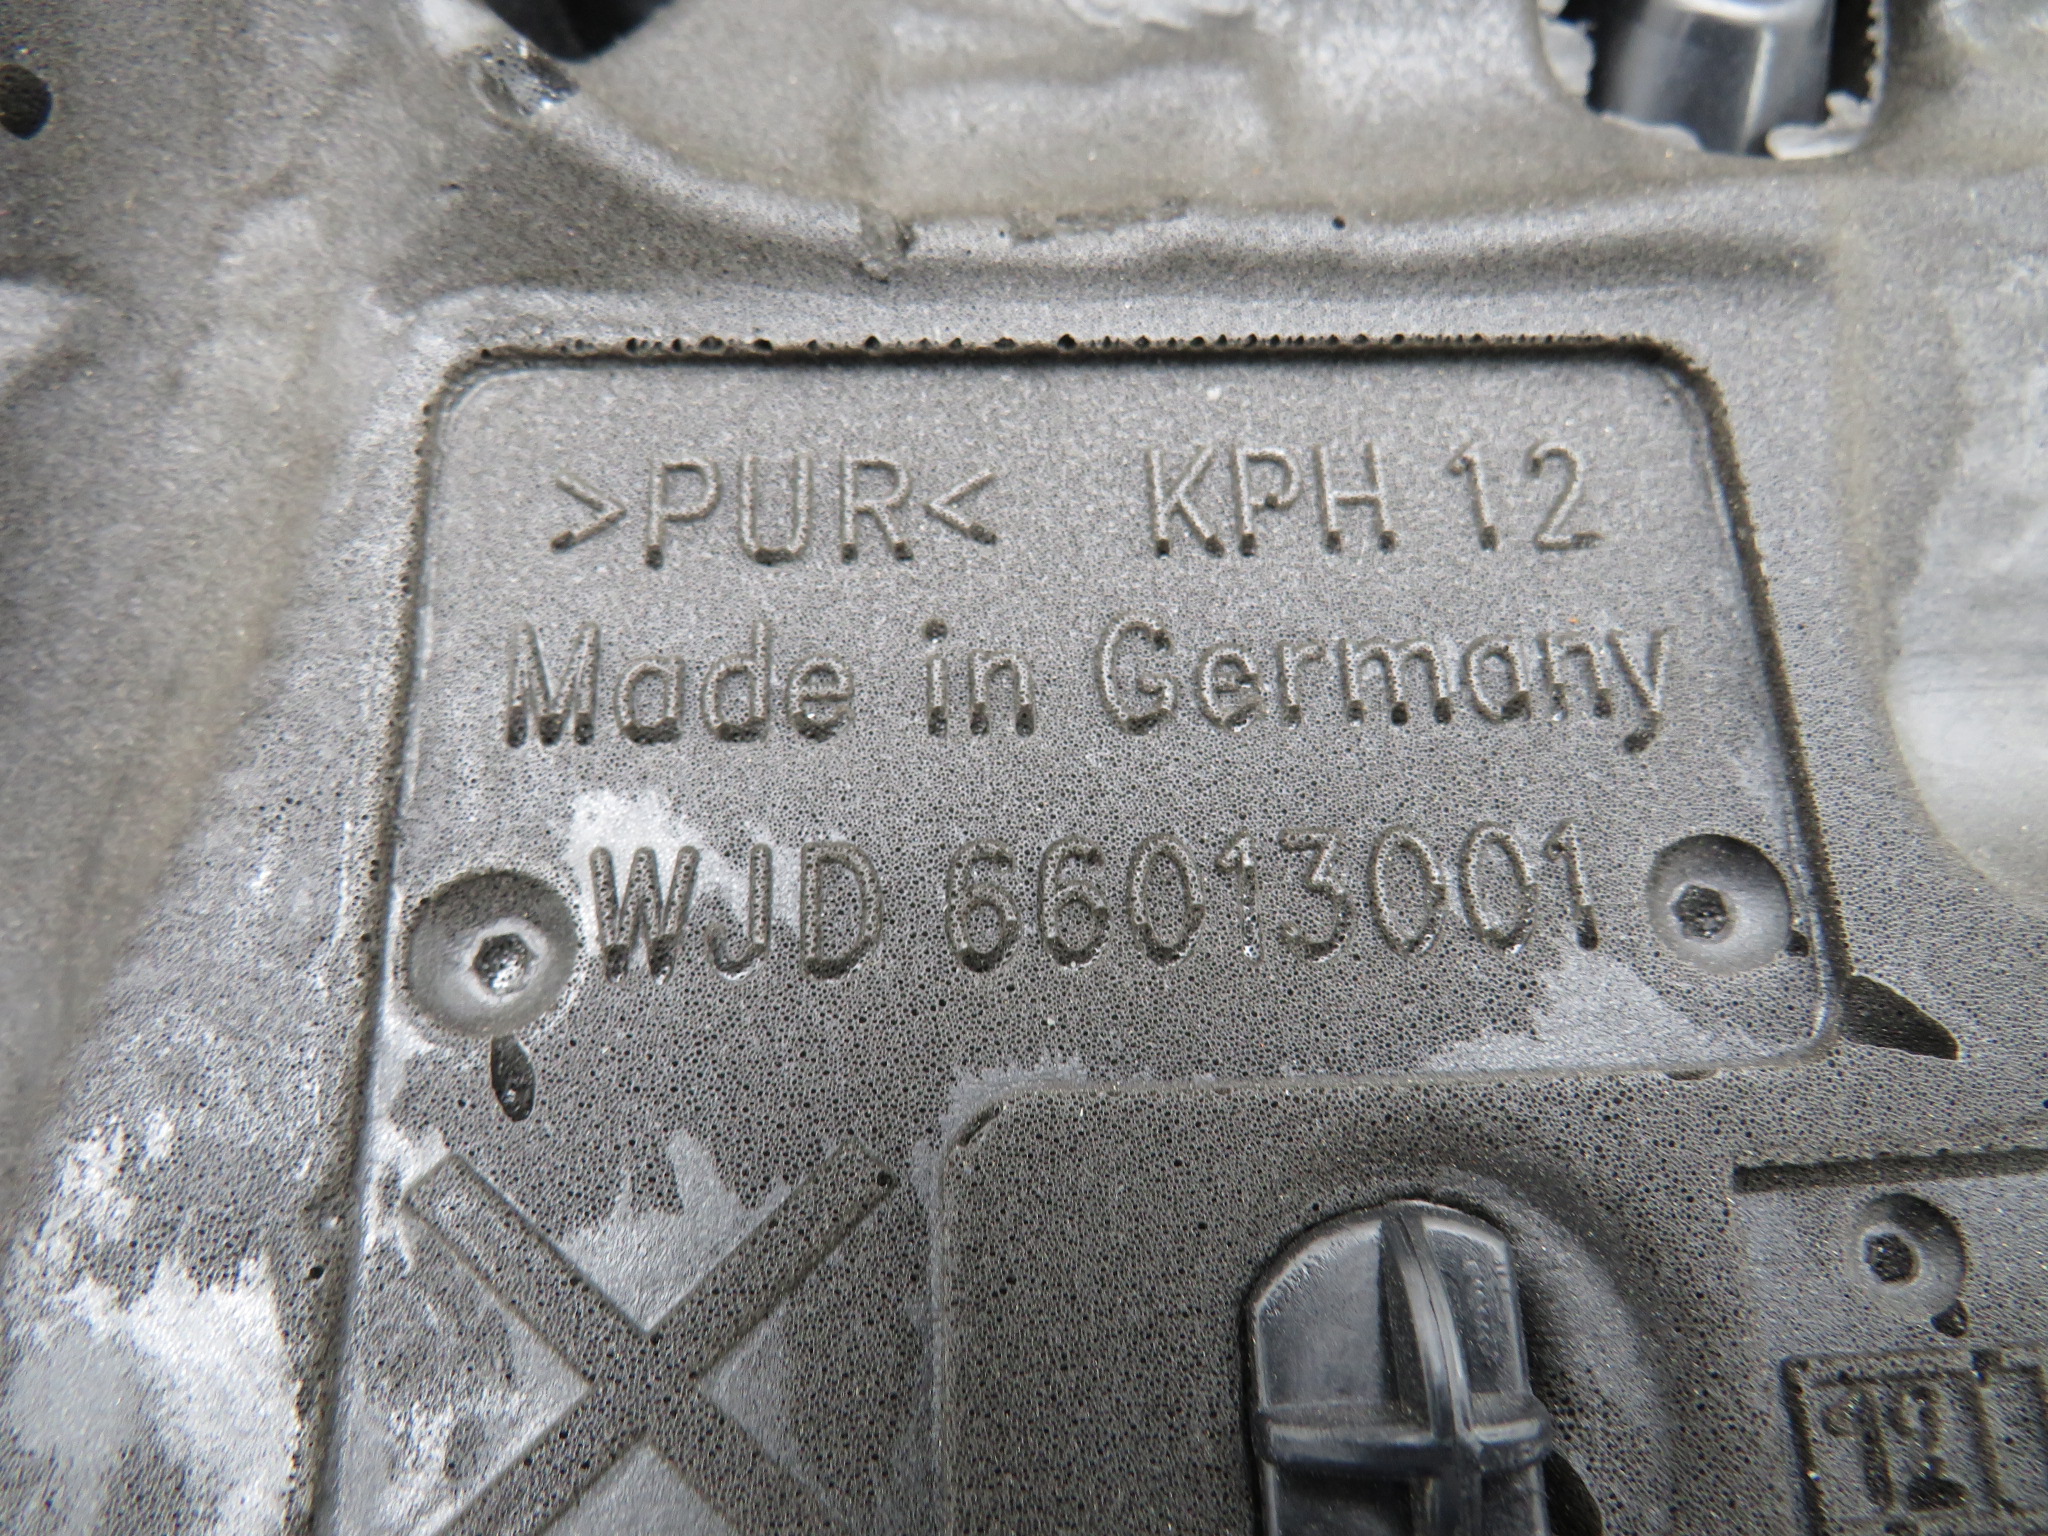 >PUR< KPH 12
Made in Germany
WJD 66013001